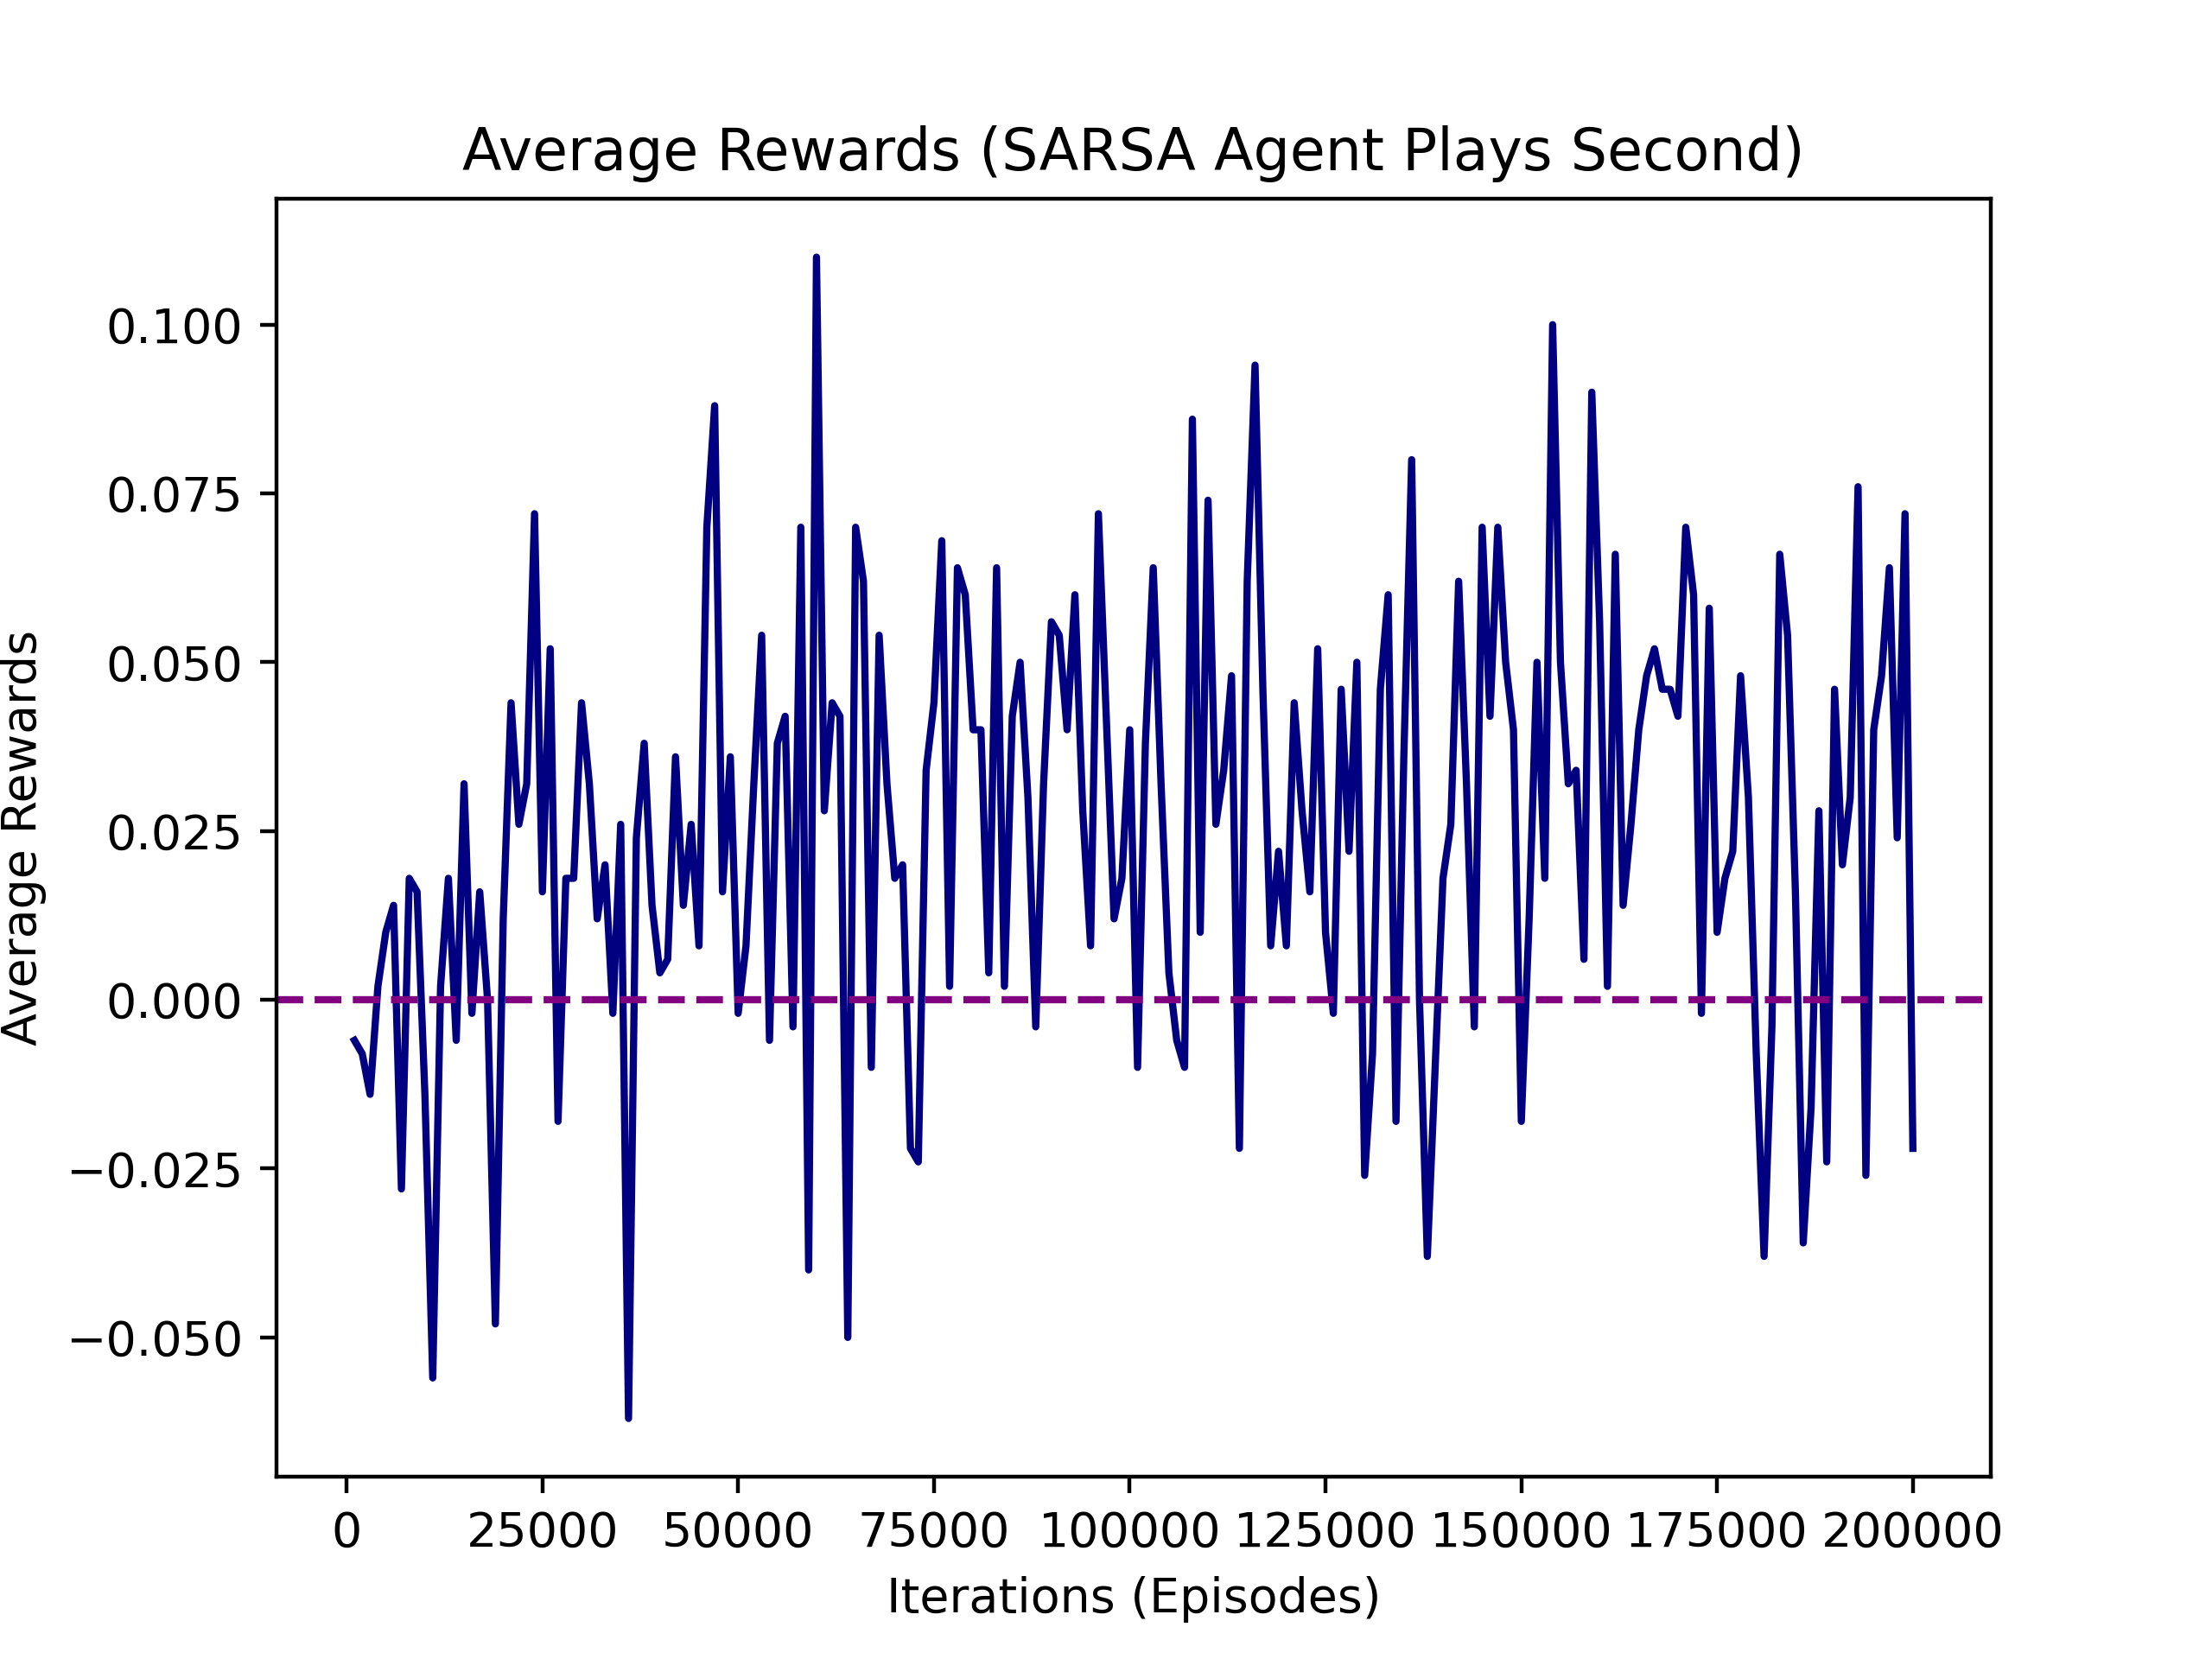 Average Rewards (SARSA Agent Plays Second)
Average Rewards
0.100
0.075
0.050
0.025
0.000
−0.025
−0.050
0 25000 50000 75000 100000 125000 150000 175000 200000
Iterations (Episodes)